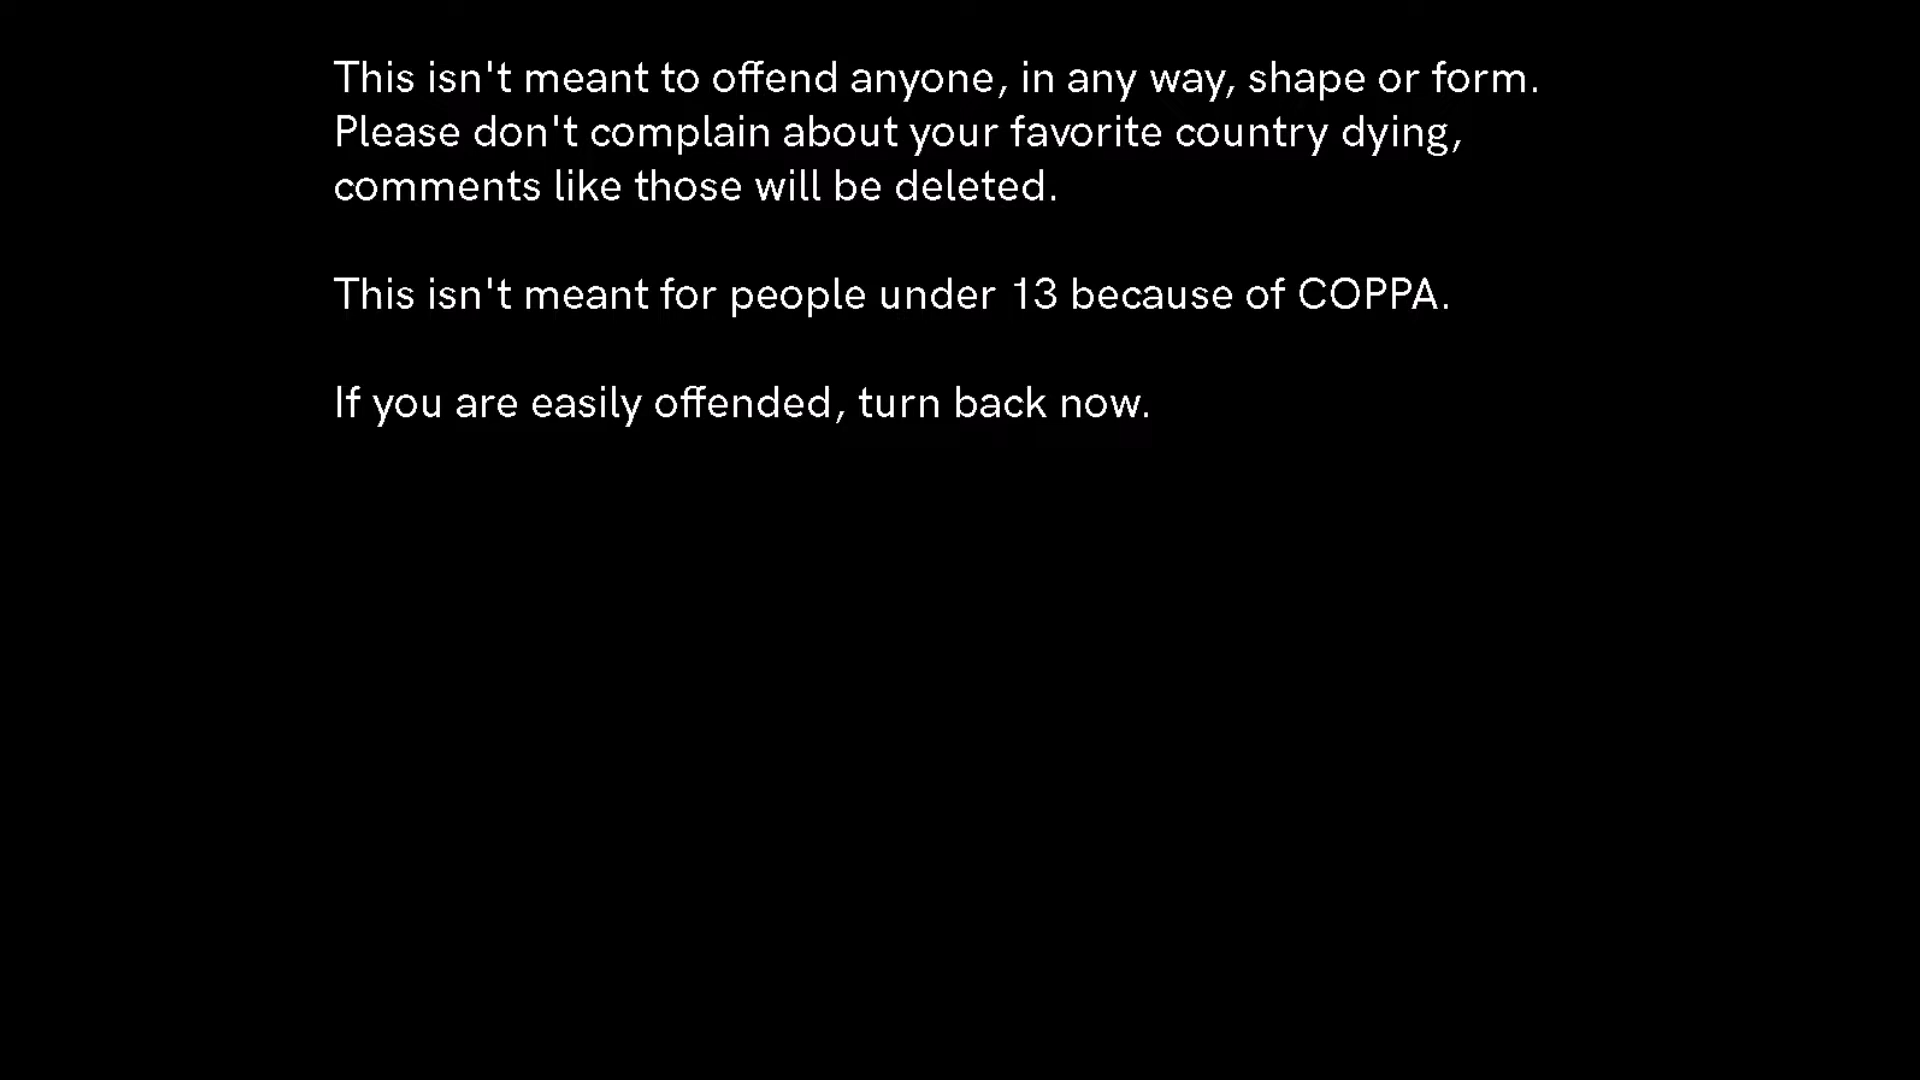 This isn't meant to offend anyone, in any way, shape or form.
Please don't complain about your favorite country dying,
comments like those will be deleted.
This isn't meant for people under 13 because of COPPA.
If you are easily offended, turn back now.